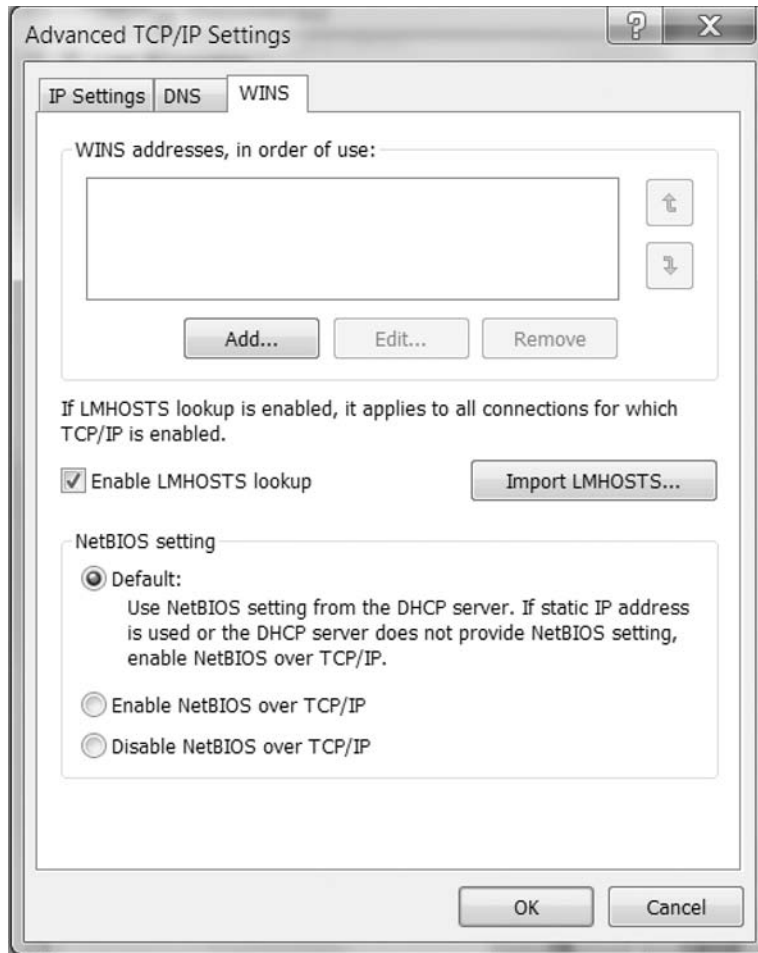 Advanced TCP/IP Settings
IP Settings
DNS
WINS
WINS addresses, in order of use:
Add...
Edit...
Remove
If LMHOSTS lookup is enabled, it applies to all connections for which
TCP/IP is enabled.
Enable LMHOSTS lookup
Import LMHOSTS...
NetBIOS setting
Default:
Use NetBIOS setting from the DHCP server. If static IP address
is used or the DHCP server does not provide NetBIOS setting,
enable NetBIOS over TCP/IP.
Enable NetBIOS over TCP/IP
Disable NetBIOS over TCP/IP
OK
Cancel